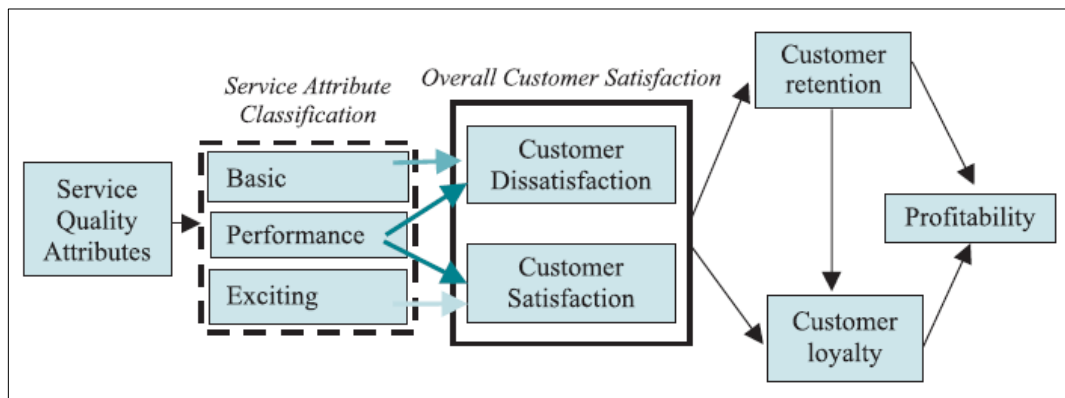 Service Attribute
Classification
Overall Customer Satisfaction
Service
Quality
Attributes
Basic
Performance
Exciting
Customer
Dissatisfaction
Customer
Satisfaction
Customer
retention
Customer
loyalty
Profitability